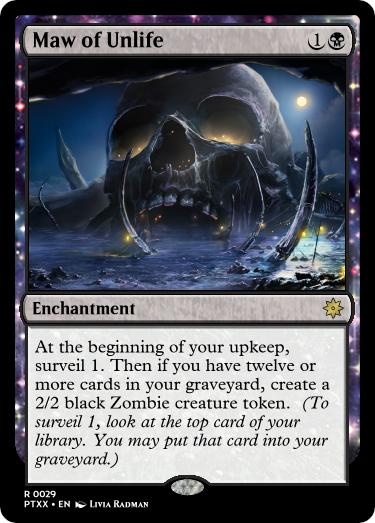 Maw of Unlife 1
Enchantment
At the beginning of your upkeep,
surveil 1. Then if you have twelve or
more cards in your graveyard, create a
2/2 black Zombie creature token. (To
surveil 1, look at the top card of your
library. You may put that card into your
graveyard.)
R 0029
PTXX • EN Livia Radman